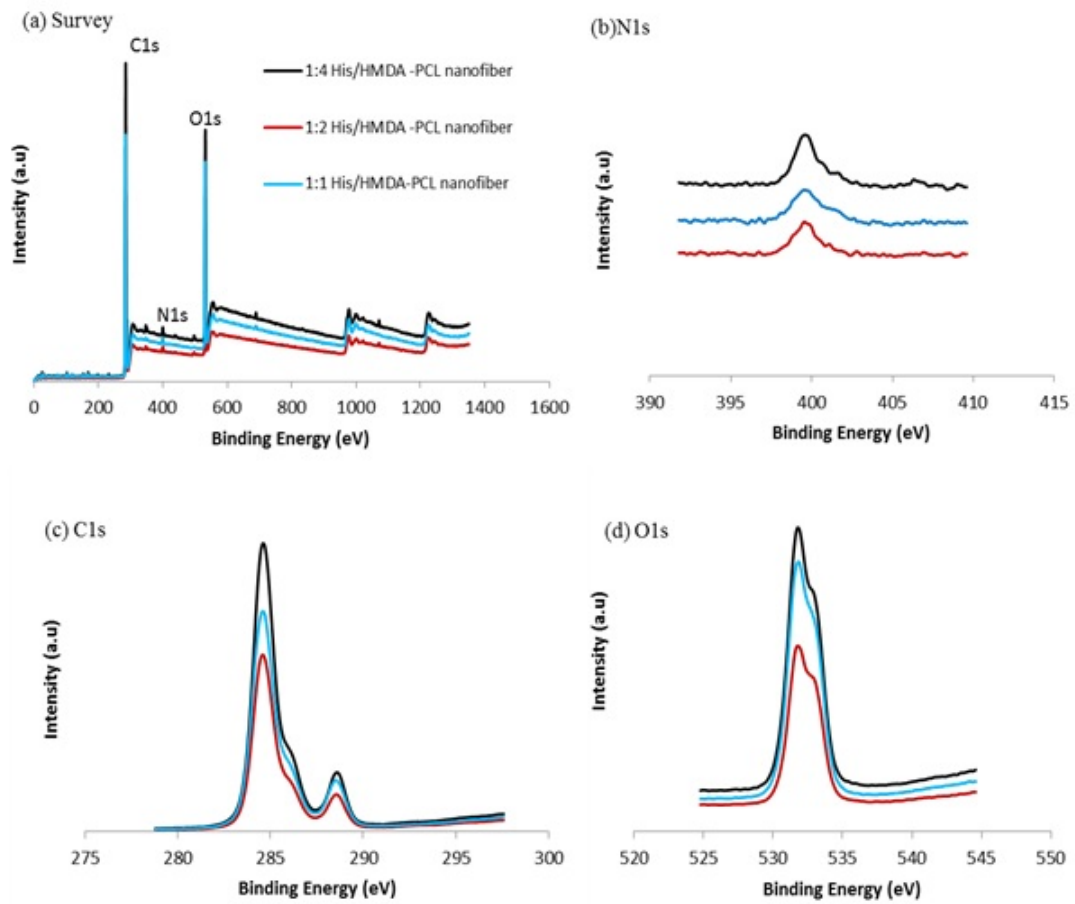 (a) Survey
C1s
O1s
N1s
1:4 His/HMDA -PCL nanofiber
1:2 His/HMDA -PCL nanofiber
1:1 His/HMDA-PCL nanofiber
Intensity (a.u)
0 200 400 600 800 1000 1200 1400 1600
Binding Energy (eV)
(b)N1s
Intensity (a.u)
390 395 400 405 410 415
Binding Energy (eV)
(c) C1s
Intensity (a.u)
275 280 285 290 295 300
Binding Energy (eV)
(d) O1s
Intensity (a.u)
520 525 530 535 540 545 550
Binding Energy (eV)